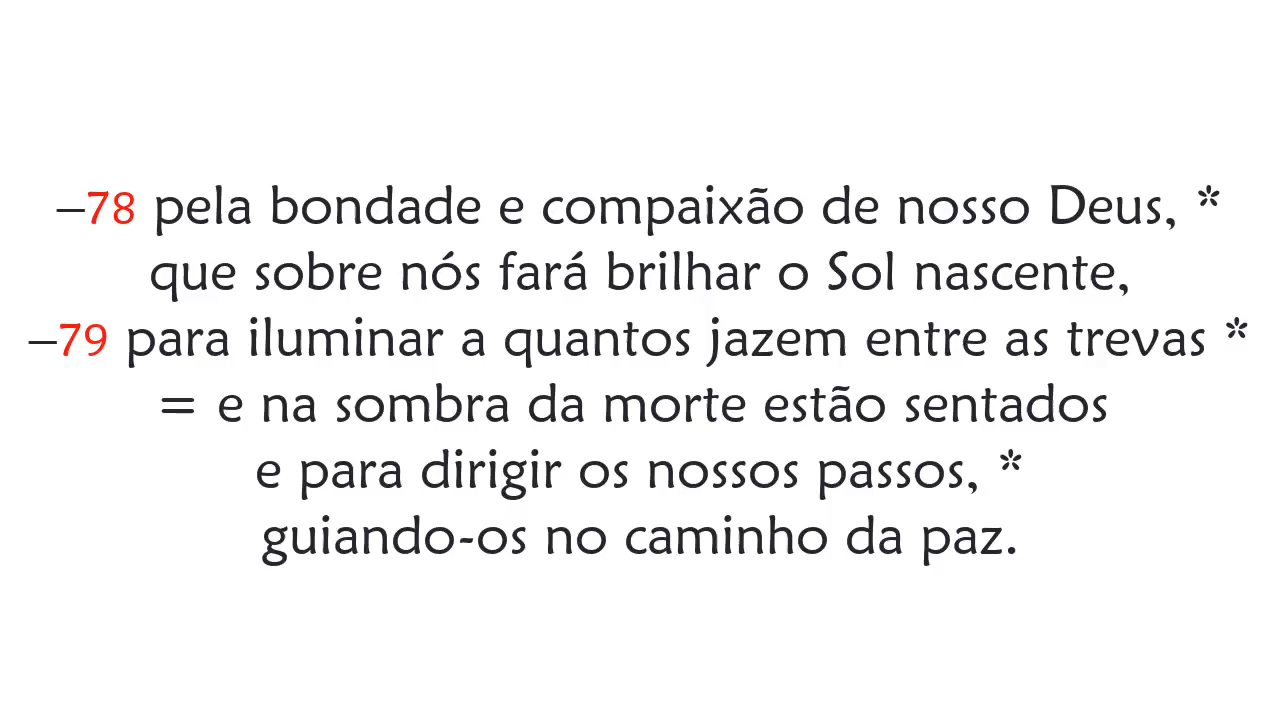 –78 pela bondade e compaixão de nosso Deus, *
que sobre nós fará brilhar o Sol nascente,
–79 para iluminar a quantos jazem entre as trevas *
= e na sombra da morte estão sentados
e para dirigir os nossos passos, *
guiando-os no caminho da paz.